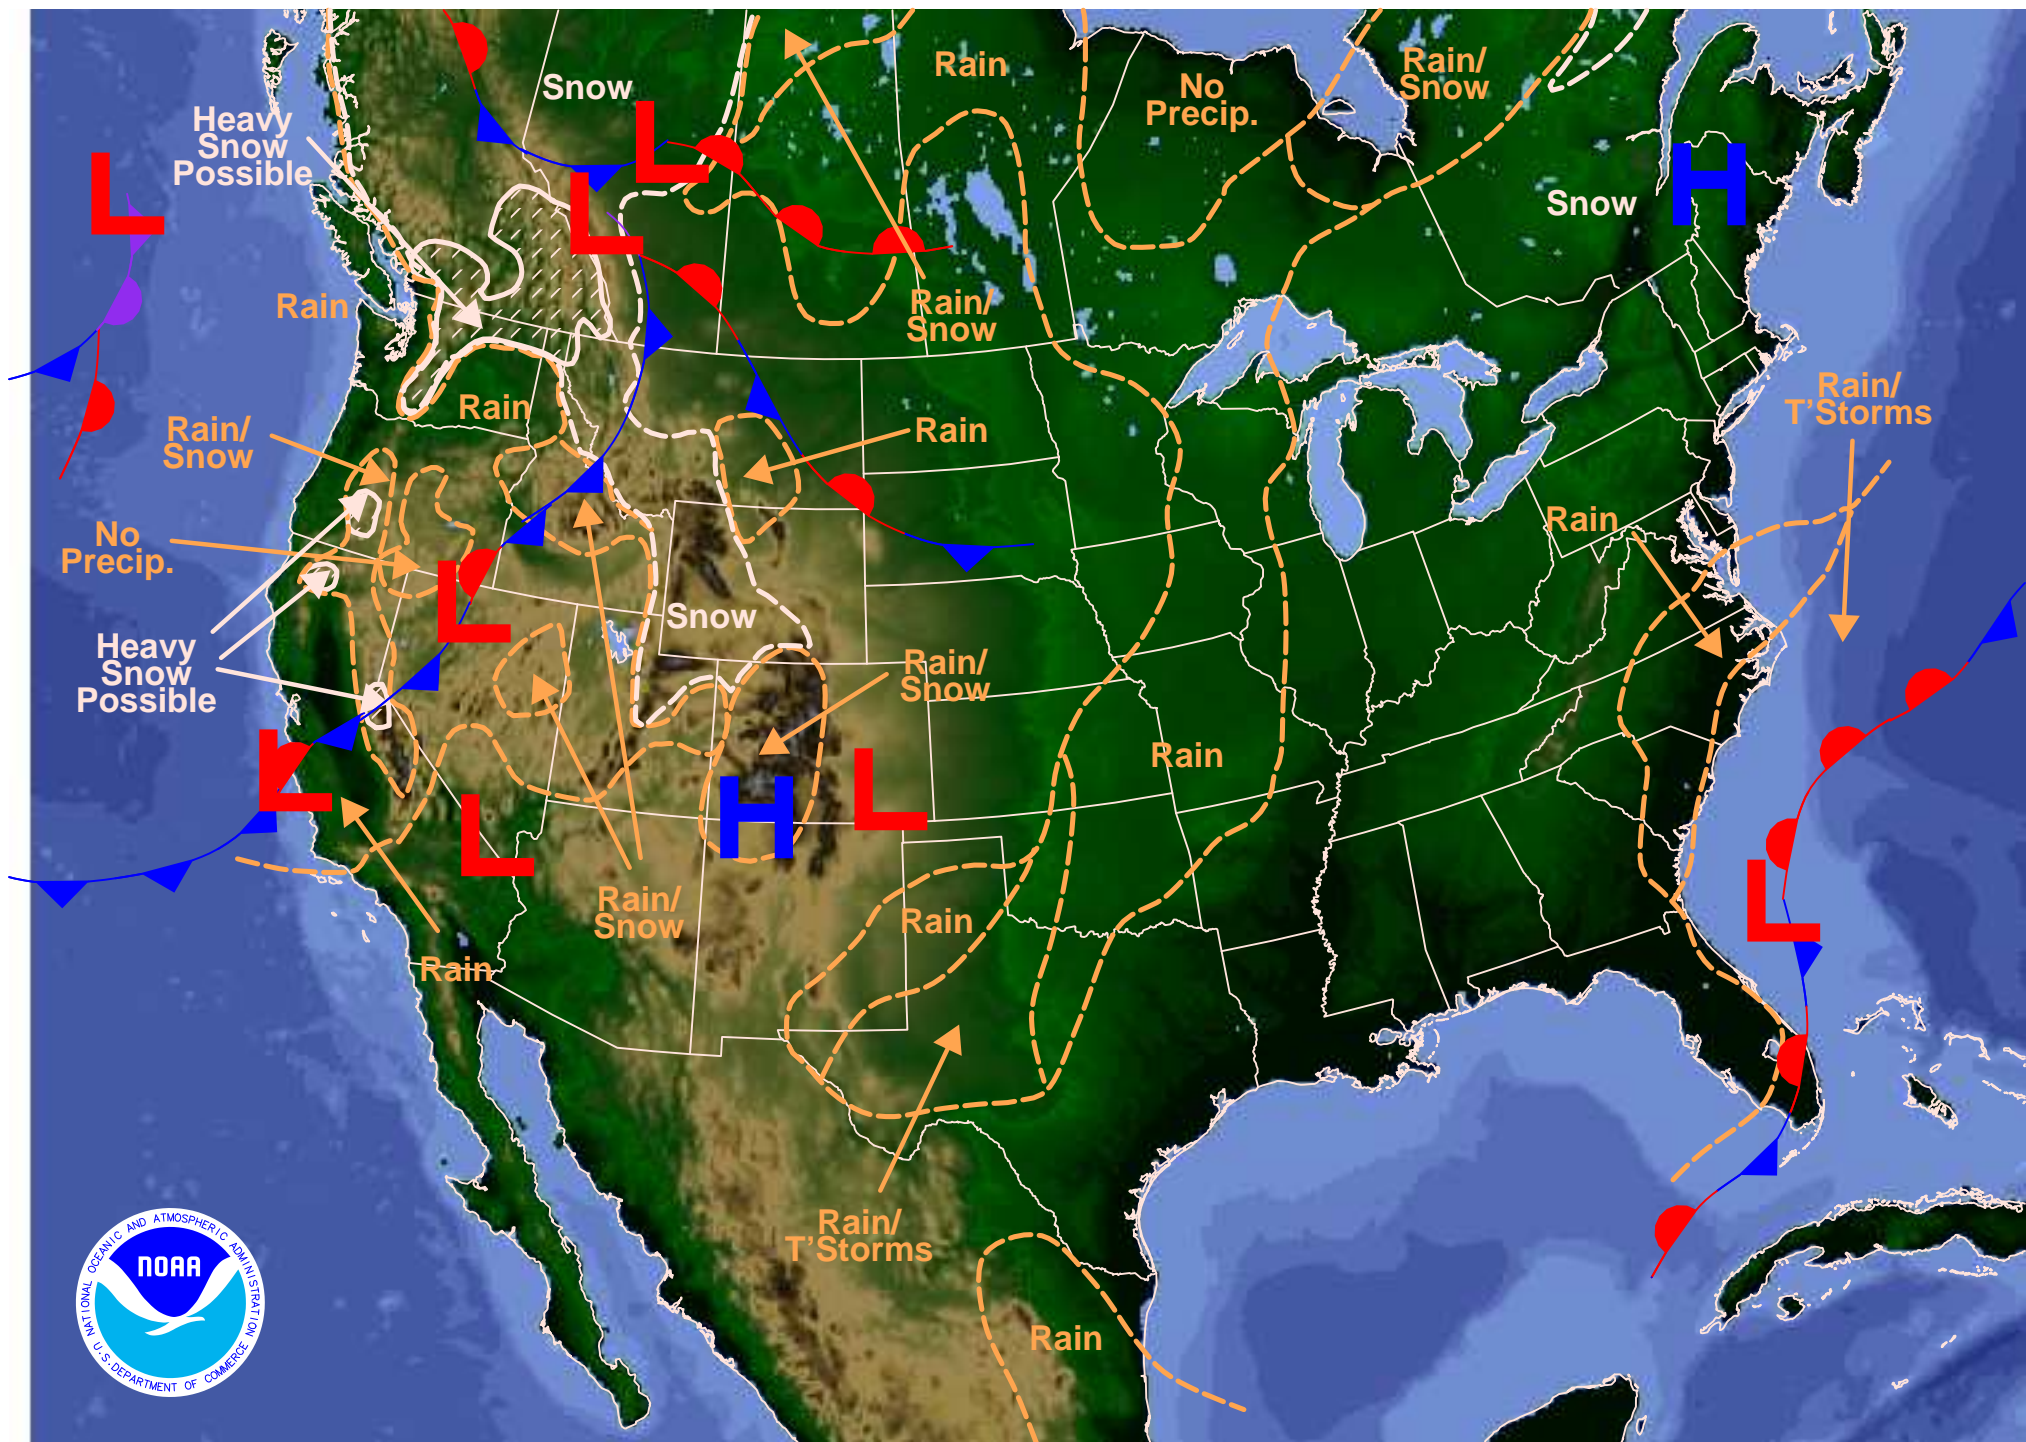 Rain
Rain/
Snow
No
Precip.
Snow
Heavy
Snow
Possible
L
L
L
H
Snow
Rain
Rain/
Snow
Rain/
T'Storms
Rain
Rain/
Snow
Rain
Rain
No
Precip.
L
Snow
Heavy
Snow
Possible
Rain/
Snow
Rain
L
L
H
L
L
Rain/
Snow
Rain
Rain
L
Rain/
T'Storms
Rain
NATIONAL OCEANIC AND ATMOSPHERIC ADMINISTRATION
NOAA
U.S. DEPARTMENT OF COMMERCE